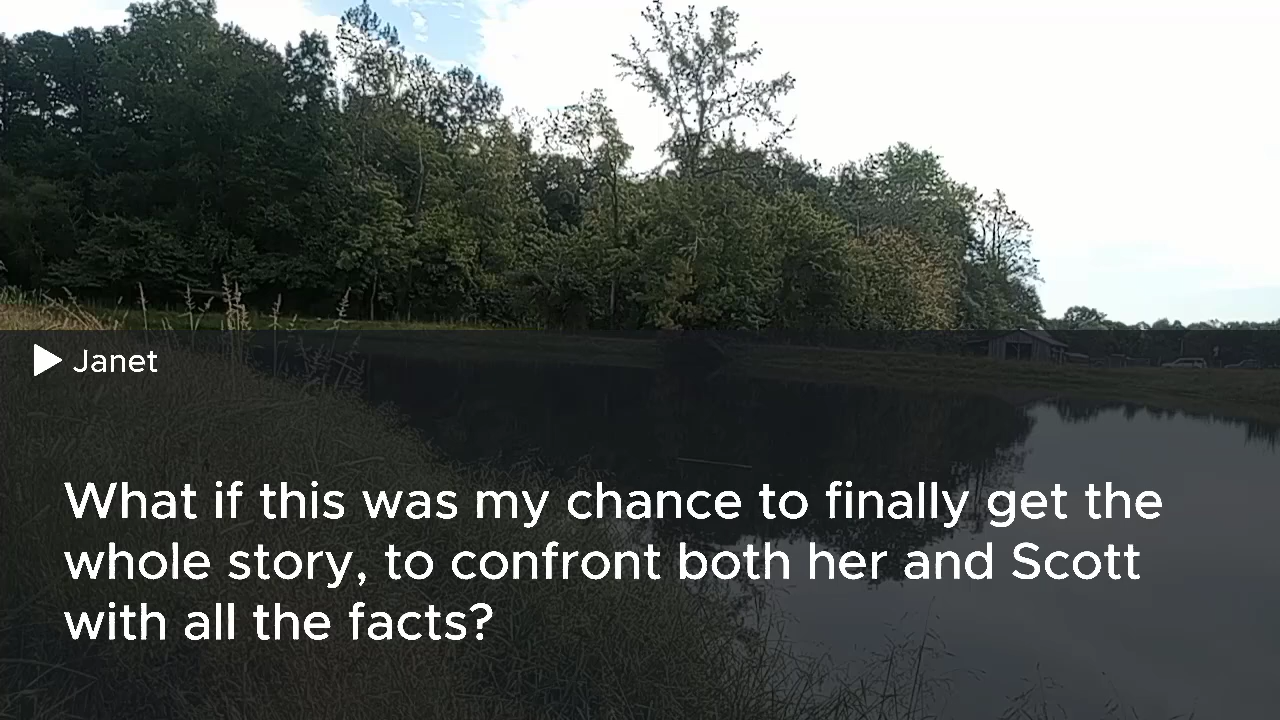 Janet
What if this was my chance to finally get the
whole story, to confront both her and Scott
with all the facts?